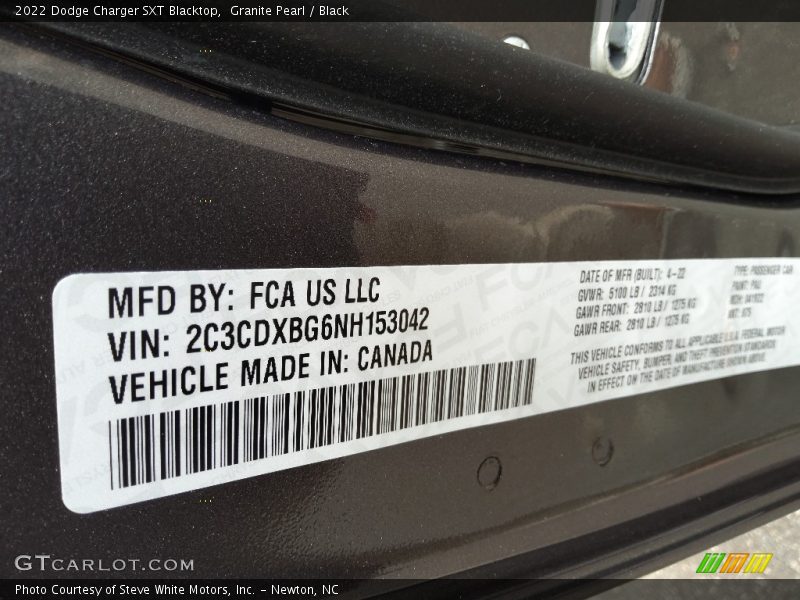 2022 Dodge Charger SXT Blacktop, Granite Pearl / Black
MFD BY: FCA US LLC
VIN: 2C3CDXBG6NH153042
VEHICLE MADE IN: CANADA
DATE OF MFR (BUILT): 4-22
GVWR: 5100 LB / 2314 KG
GAWR FRONT: 2810 LB / 1275 KG
GAWR REAR: 2810 LB / 1275 KG
TYPE: PASSENGER CAR
PAINT: PAU
THIS VEHICLE CONFORMS TO ALL APPLICABLE U.S.A. FEDERAL MOTOR
VEHICLE SAFETY, BUMPER, AND THEFT PREVENTION STANDARDS
IN EFFECT ON THE DATE OF MANUFACTURE SHOWN ABOVE
GTCARLOT.COM
Photo Courtesy of Steve White Motors, Inc. – Newton, NC